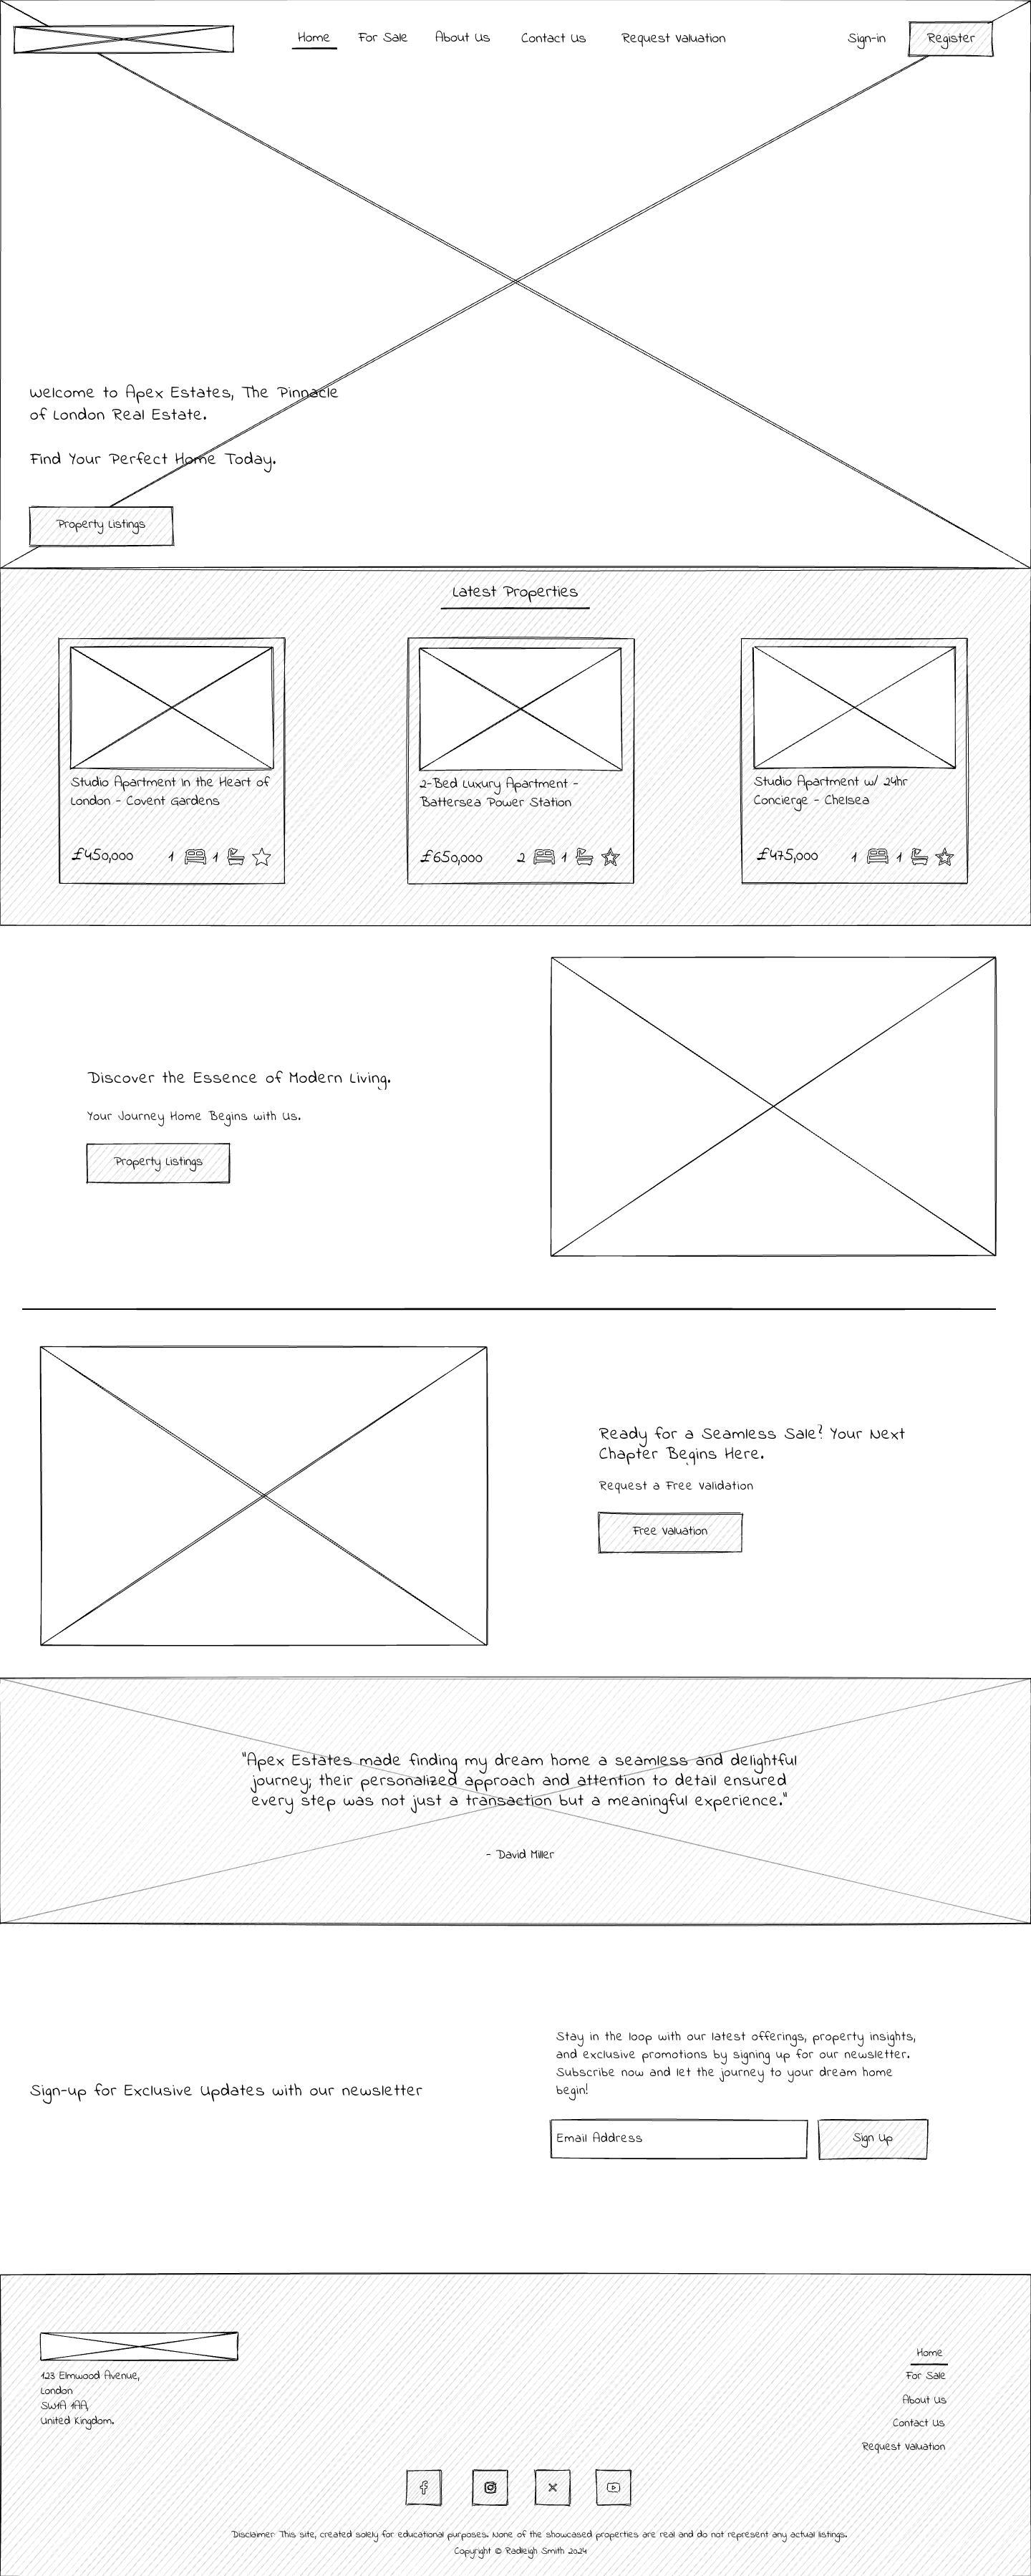 Home For Sale About Us Contact Us Request Valuation Sign-in Register
Welcome to Apex Estates, The Pinnacle
of London Real Estate.
Find Your Perfect Home Today.
Property Listings
Latest Properties
Studio Apartment in the Heart of
London - Covent Gardens
£450,000 1 1
2-Bed Luxury Apartment -
Battersea Power Station
£650,000 2 1
Studio Apartment w/ 24hr
Concierge - Chelsea
£475,000 1 1
Discover the Essence of Modern Living.
Your Journey Home Begins with Us.
Property Listings
Ready for a Seamless Sale? Your Next
Chapter Begins Here.
Request a Free Validation
Free Valuation
"Apex Estates made finding my dream home a seamless and delightful
journey; their personalized approach and attention to detail ensured
every step was not just a transaction but a meaningful experience."
- David Miller
Sign-up for Exclusive Updates with our newsletter
Stay in the loop with our latest offerings, property insights,
and exclusive promotions by signing up for our newsletter.
Subscribe now and let the journey to your dream home
begin!
Email Address
Sign Up
123 Elmwood Avenue,
London
SW1A 1AA,
United Kingdom.
Home
For Sale
About Us
Contact Us
Request Valuation
Disclaimer: This site, created solely for educational purposes. None of the showcased properties are real and do not represent any actual listings.
Copyright © Radleigh Smith 2024